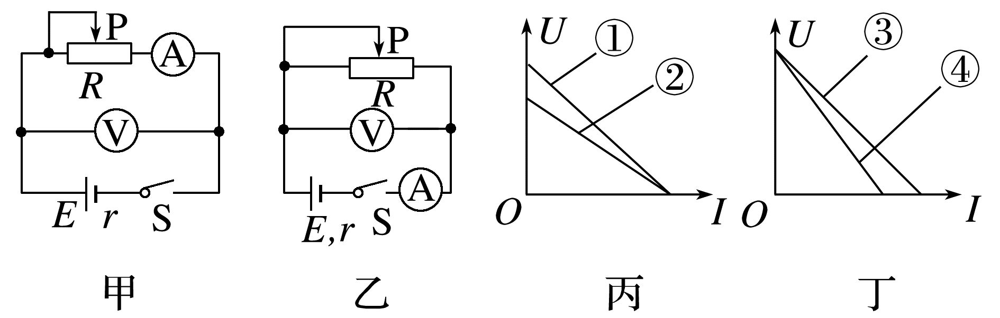 P
A
R
V
E r S
甲
P
R
V
A
E,r S
乙
U
①
②
O
I
丙
U
③
④
O
I
丁